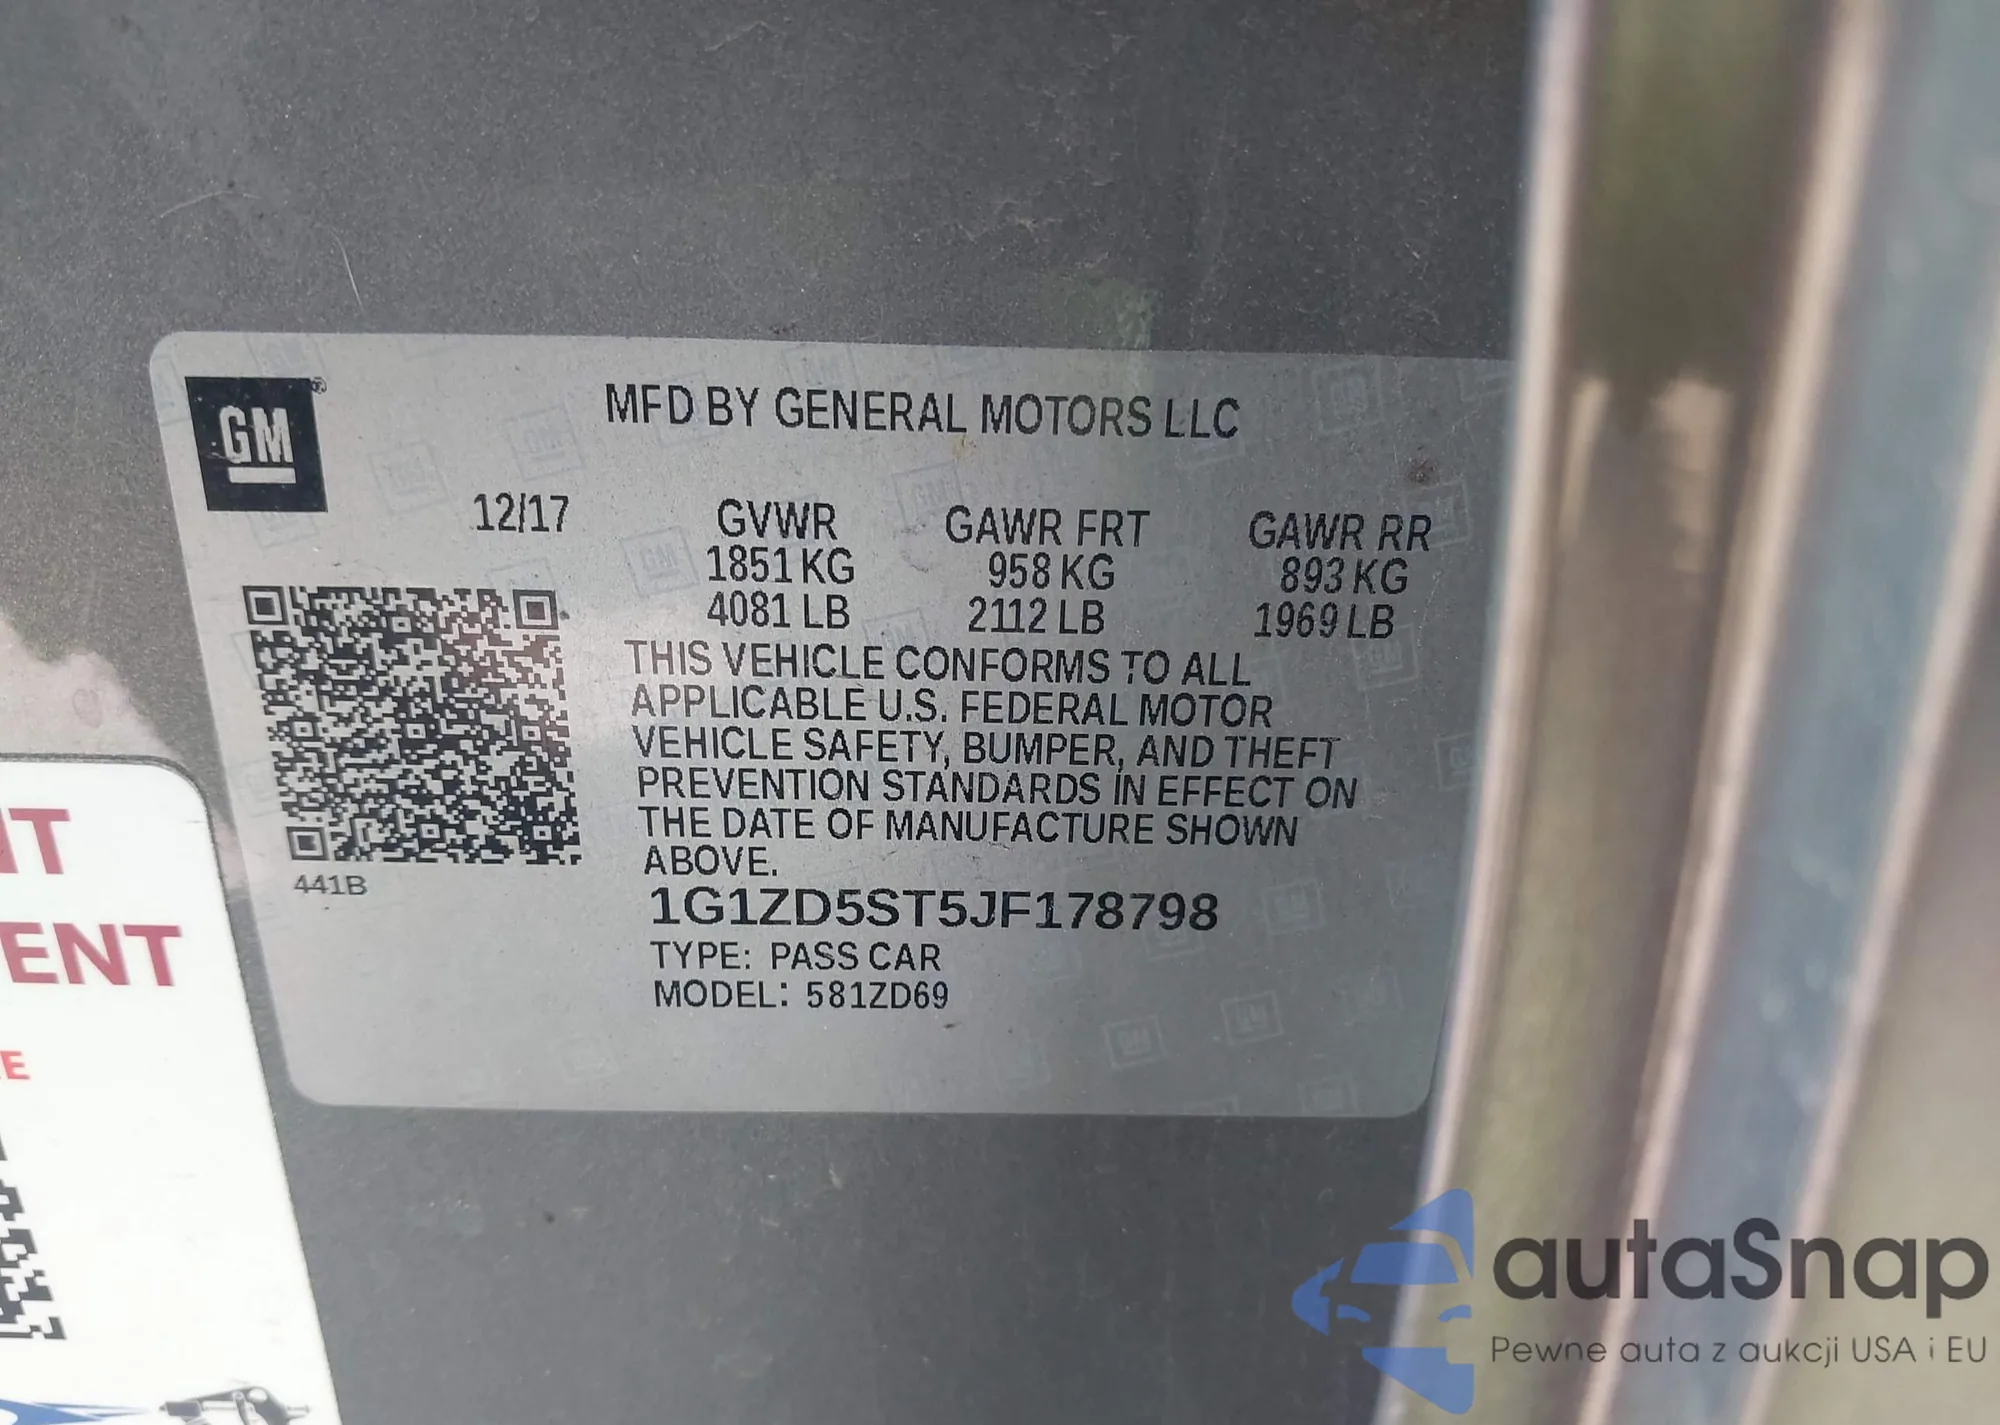 GM
MFD BY GENERAL MOTORS LLC
12/17
GVWR GAWR FRT GAWR RR
1851 KG 958 KG 893 KG
4081 LB 2112 LB 1969 LB
THIS VEHICLE CONFORMS TO ALL
APPLICABLE U.S. FEDERAL MOTOR
VEHICLE SAFETY, BUMPER, AND THEFT
PREVENTION STANDARDS IN EFFECT ON
THE DATE OF MANUFACTURE SHOWN
ABOVE.
441B
1G1ZD5ST5JF178798
TYPE: PASS CAR
MODEL: 581ZD69
NT
ENT
E
autaSnap
Pewne auta z aukcji USA i EU